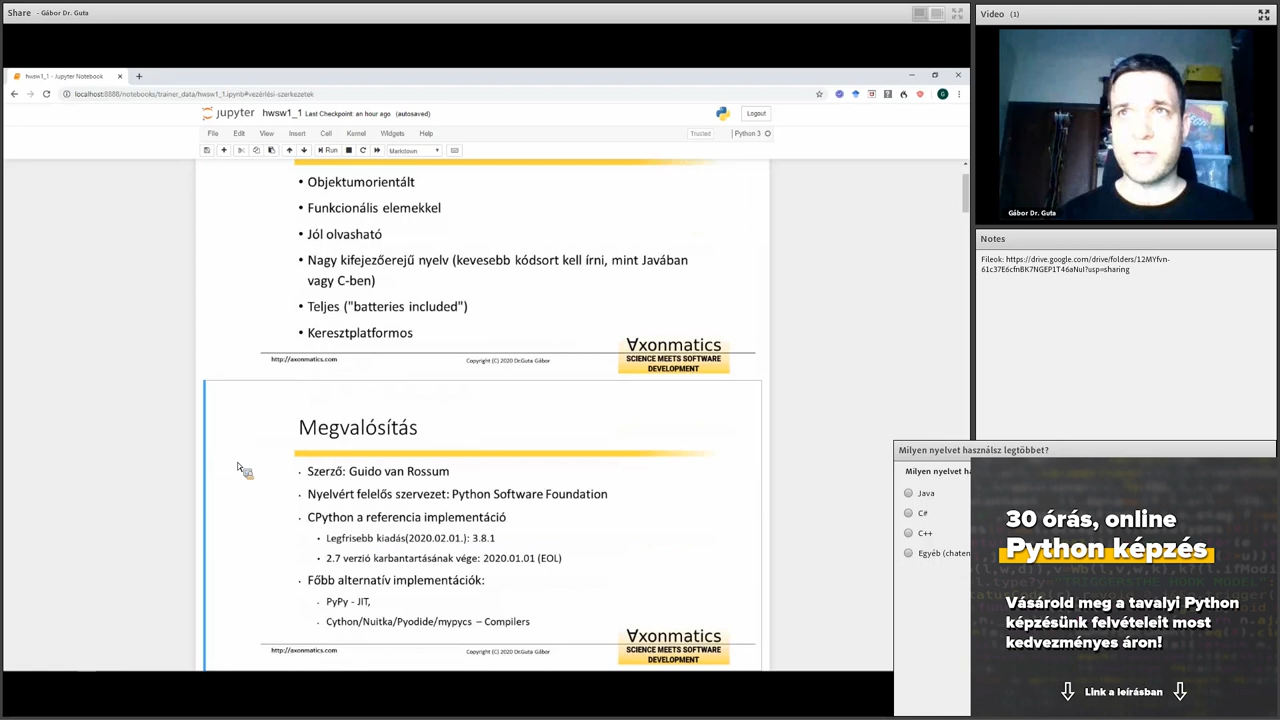 Share - Gábor Dr. Guta
hwsw1_1 - Jupyter Notebook
localhost:8888/notebooks/trainer_data/hwsw1_1.ipynb#vezérlési-szerkezetek
jupyter hwsw1_1 Last Checkpoint: an hour ago (autosaved)
Logout
File Edit View Insert Cell Kernel Widgets Help
Trusted Python 3
Run Markdown
• Objektumorientált
• Funkcionális elemekkel
• Jól olvasható
• Nagy kifejezőerejű nyelv (kevesebb kódsort kell írni, mint Javában
vagy C-ben)
• Teljes ("batteries included")
• Keresztplatformos
http://axonmatics.com
Copyright (C) 2020 Dr.Guta Gábor
∀xonmatics
SCIENCE MEETS SOFTWARE
DEVELOPMENT
Megvalósítás
• Szerző: Guido van Rossum
• Nyelvért felelős szervezet: Python Software Foundation
• CPython a referencia implementáció
• Legfrisebb kiadás(2020.02.01.): 3.8.1
• 2.7 verzió karbantartásának vége: 2020.01.01 (EOL)
• Főbb alternatív implementációk:
• PyPy - JIT,
• Cython/Nuitka/Pyodide/mypycs – Compilers
http://axonmatics.com
Copyright (C) 2020 Dr.Guta Gábor
∀xonmatics
SCIENCE MEETS SOFTWARE
DEVELOPMENT
Video (1)
Gábor Dr. Guta
Notes
Fileok: https://drive.google.com/drive/folders/12MYfvn-
61c37E6cfnBK7NGEP1T46aNuI?usp=sharing
Milyen nyelvet használsz legtöbbet?
Milyen nyelvet ha
Java
C#
C++
Egyéb (chaten
30 órás, online
Python képzés
Vásárold meg a tavalyi Python
képzésünk felvételeit most
kedvezményes áron!
Link a leírásban